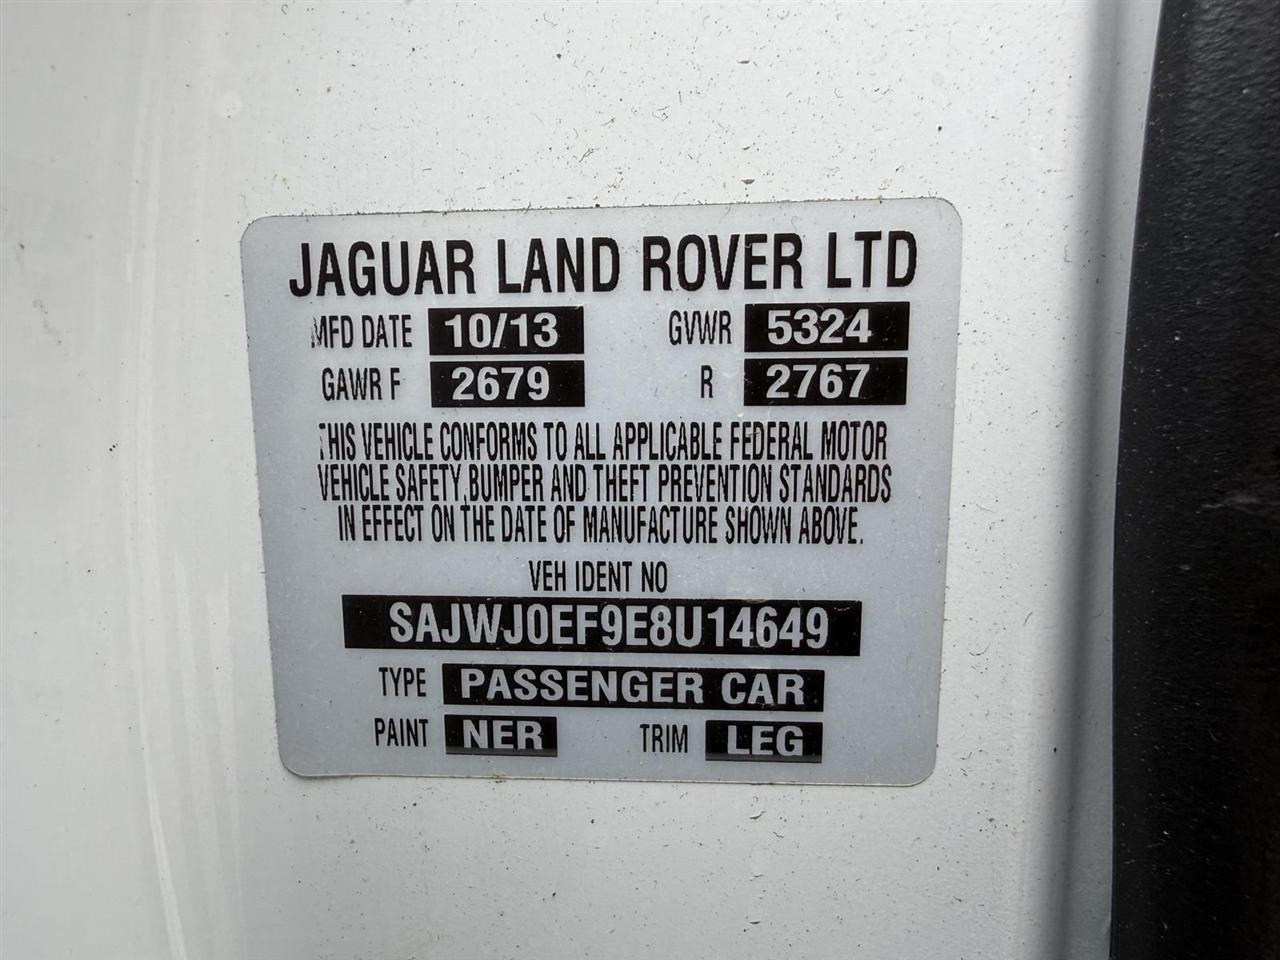 JAGUAR LAND ROVER LTD
MFD DATE 10/13 GVWR 5324
GAWR F 2679 R 2767
THIS VEHICLE CONFORMS TO ALL APPLICABLE FEDERAL MOTOR
VEHICLE SAFETY,BUMPER AND THEFT PREVENTION STANDARDS
IN EFFECT ON THE DATE OF MANUFACTURE SHOWN ABOVE.
VEH IDENT NO
SAJWJ0EF9E8U14649
TYPE PASSENGER CAR
PAINT NER TRIM LEG